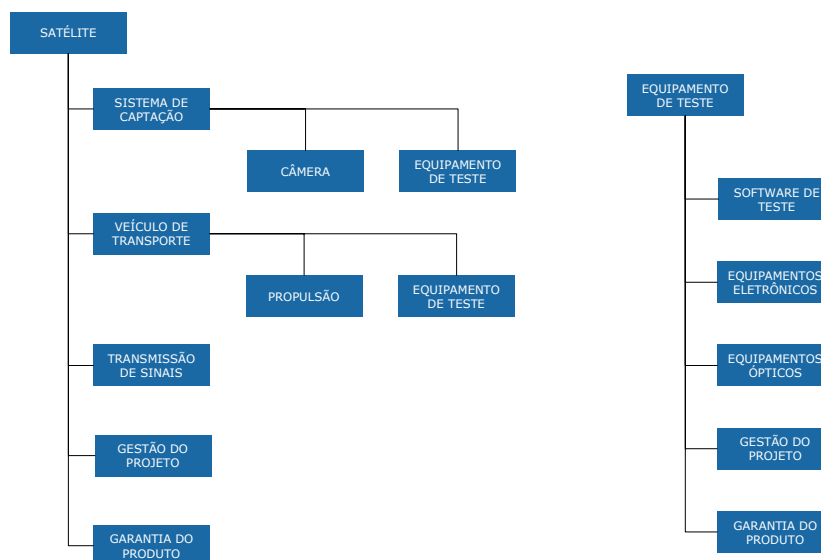 SATÉLITE
SISTEMA DE
CAPTAÇÃO
CÂMERA
EQUIPAMENTO
DE TESTE
VEÍCULO DE
TRANSPORTE
PROPULSÃO
EQUIPAMENTO
DE TESTE
TRANSMISSÃO
DE SINAIS
GESTÃO DO
PROJETO
GARANTIA DO
PRODUTO
EQUIPAMENTO
DE TESTE
SOFTWARE DE
TESTE
EQUIPAMENTOS
ELETRÔNICOS
EQUIPAMENTOS
ÓPTICOS
GESTÃO DO
PROJETO
GARANTIA DO
PRODUTO